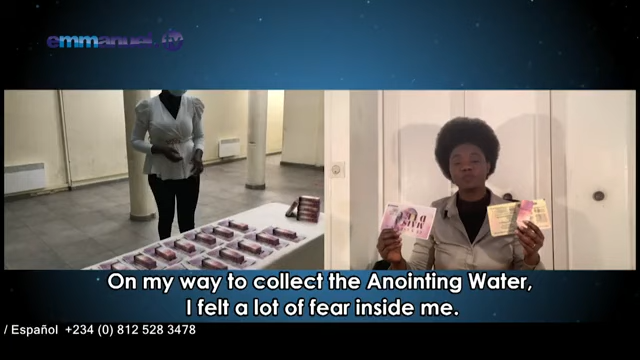 emmanuel.tv
On my way to collect the Anointing Water,
I felt a lot of fear inside me.
/ Español +234 (0) 812 528 3478